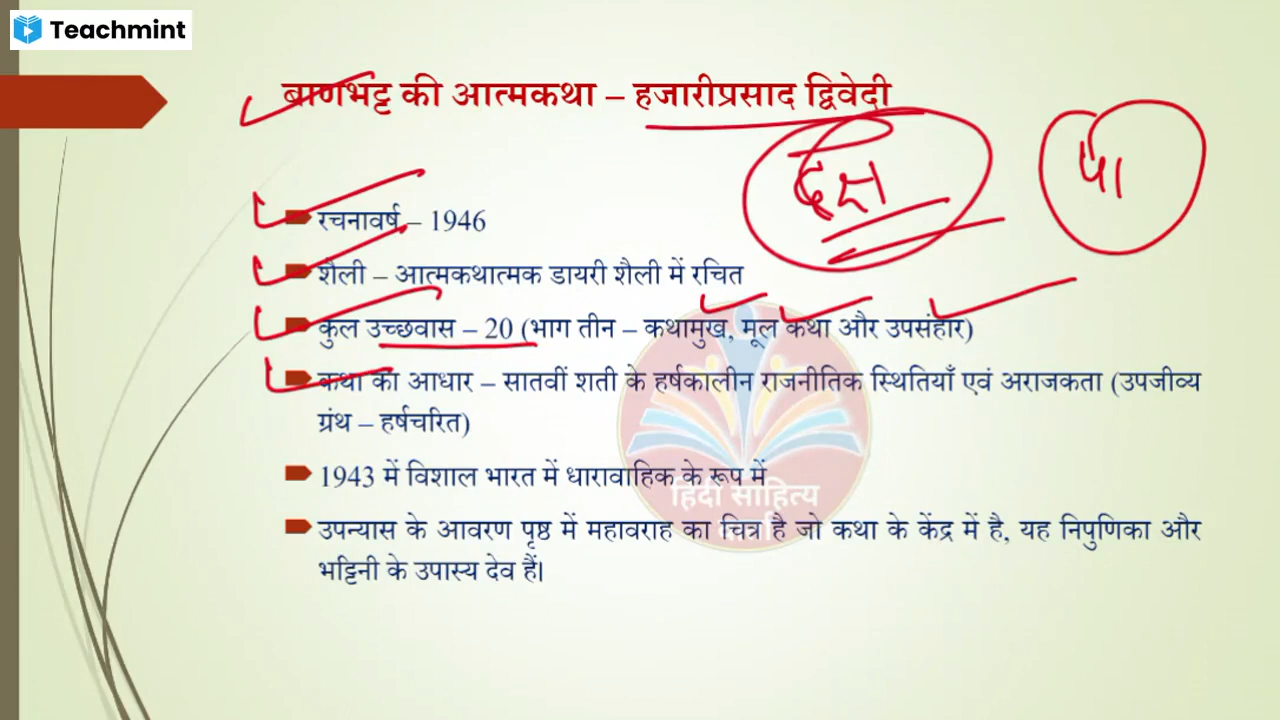 Teachmint
बाणभट्ट की आत्मकथा – हजारीप्रसाद द्विवेदी
दस
पा
रचनावर्ष – 1946
शैली – आत्मकथात्मक डायरी शैली में रचित
कुल उच्छवास – 20 (भाग तीन – कथामुख, मूल कथा और उपसंहार)
कथा का आधार – सातवीं शती के हर्षकालीन राजनीतिक स्थितियाँ एवं अराजकता (उपजीव्य
ग्रंथ – हर्षचरित)
1943 में विशाल भारत में धारावाहिक के रूप में
हिंदी साहित्य
उपन्यास के आवरण पृष्ठ में महावराह का चित्र है जो कथा के केंद्र में है, यह निपुणिका और
भट्टिनी के उपास्य देव हैं।